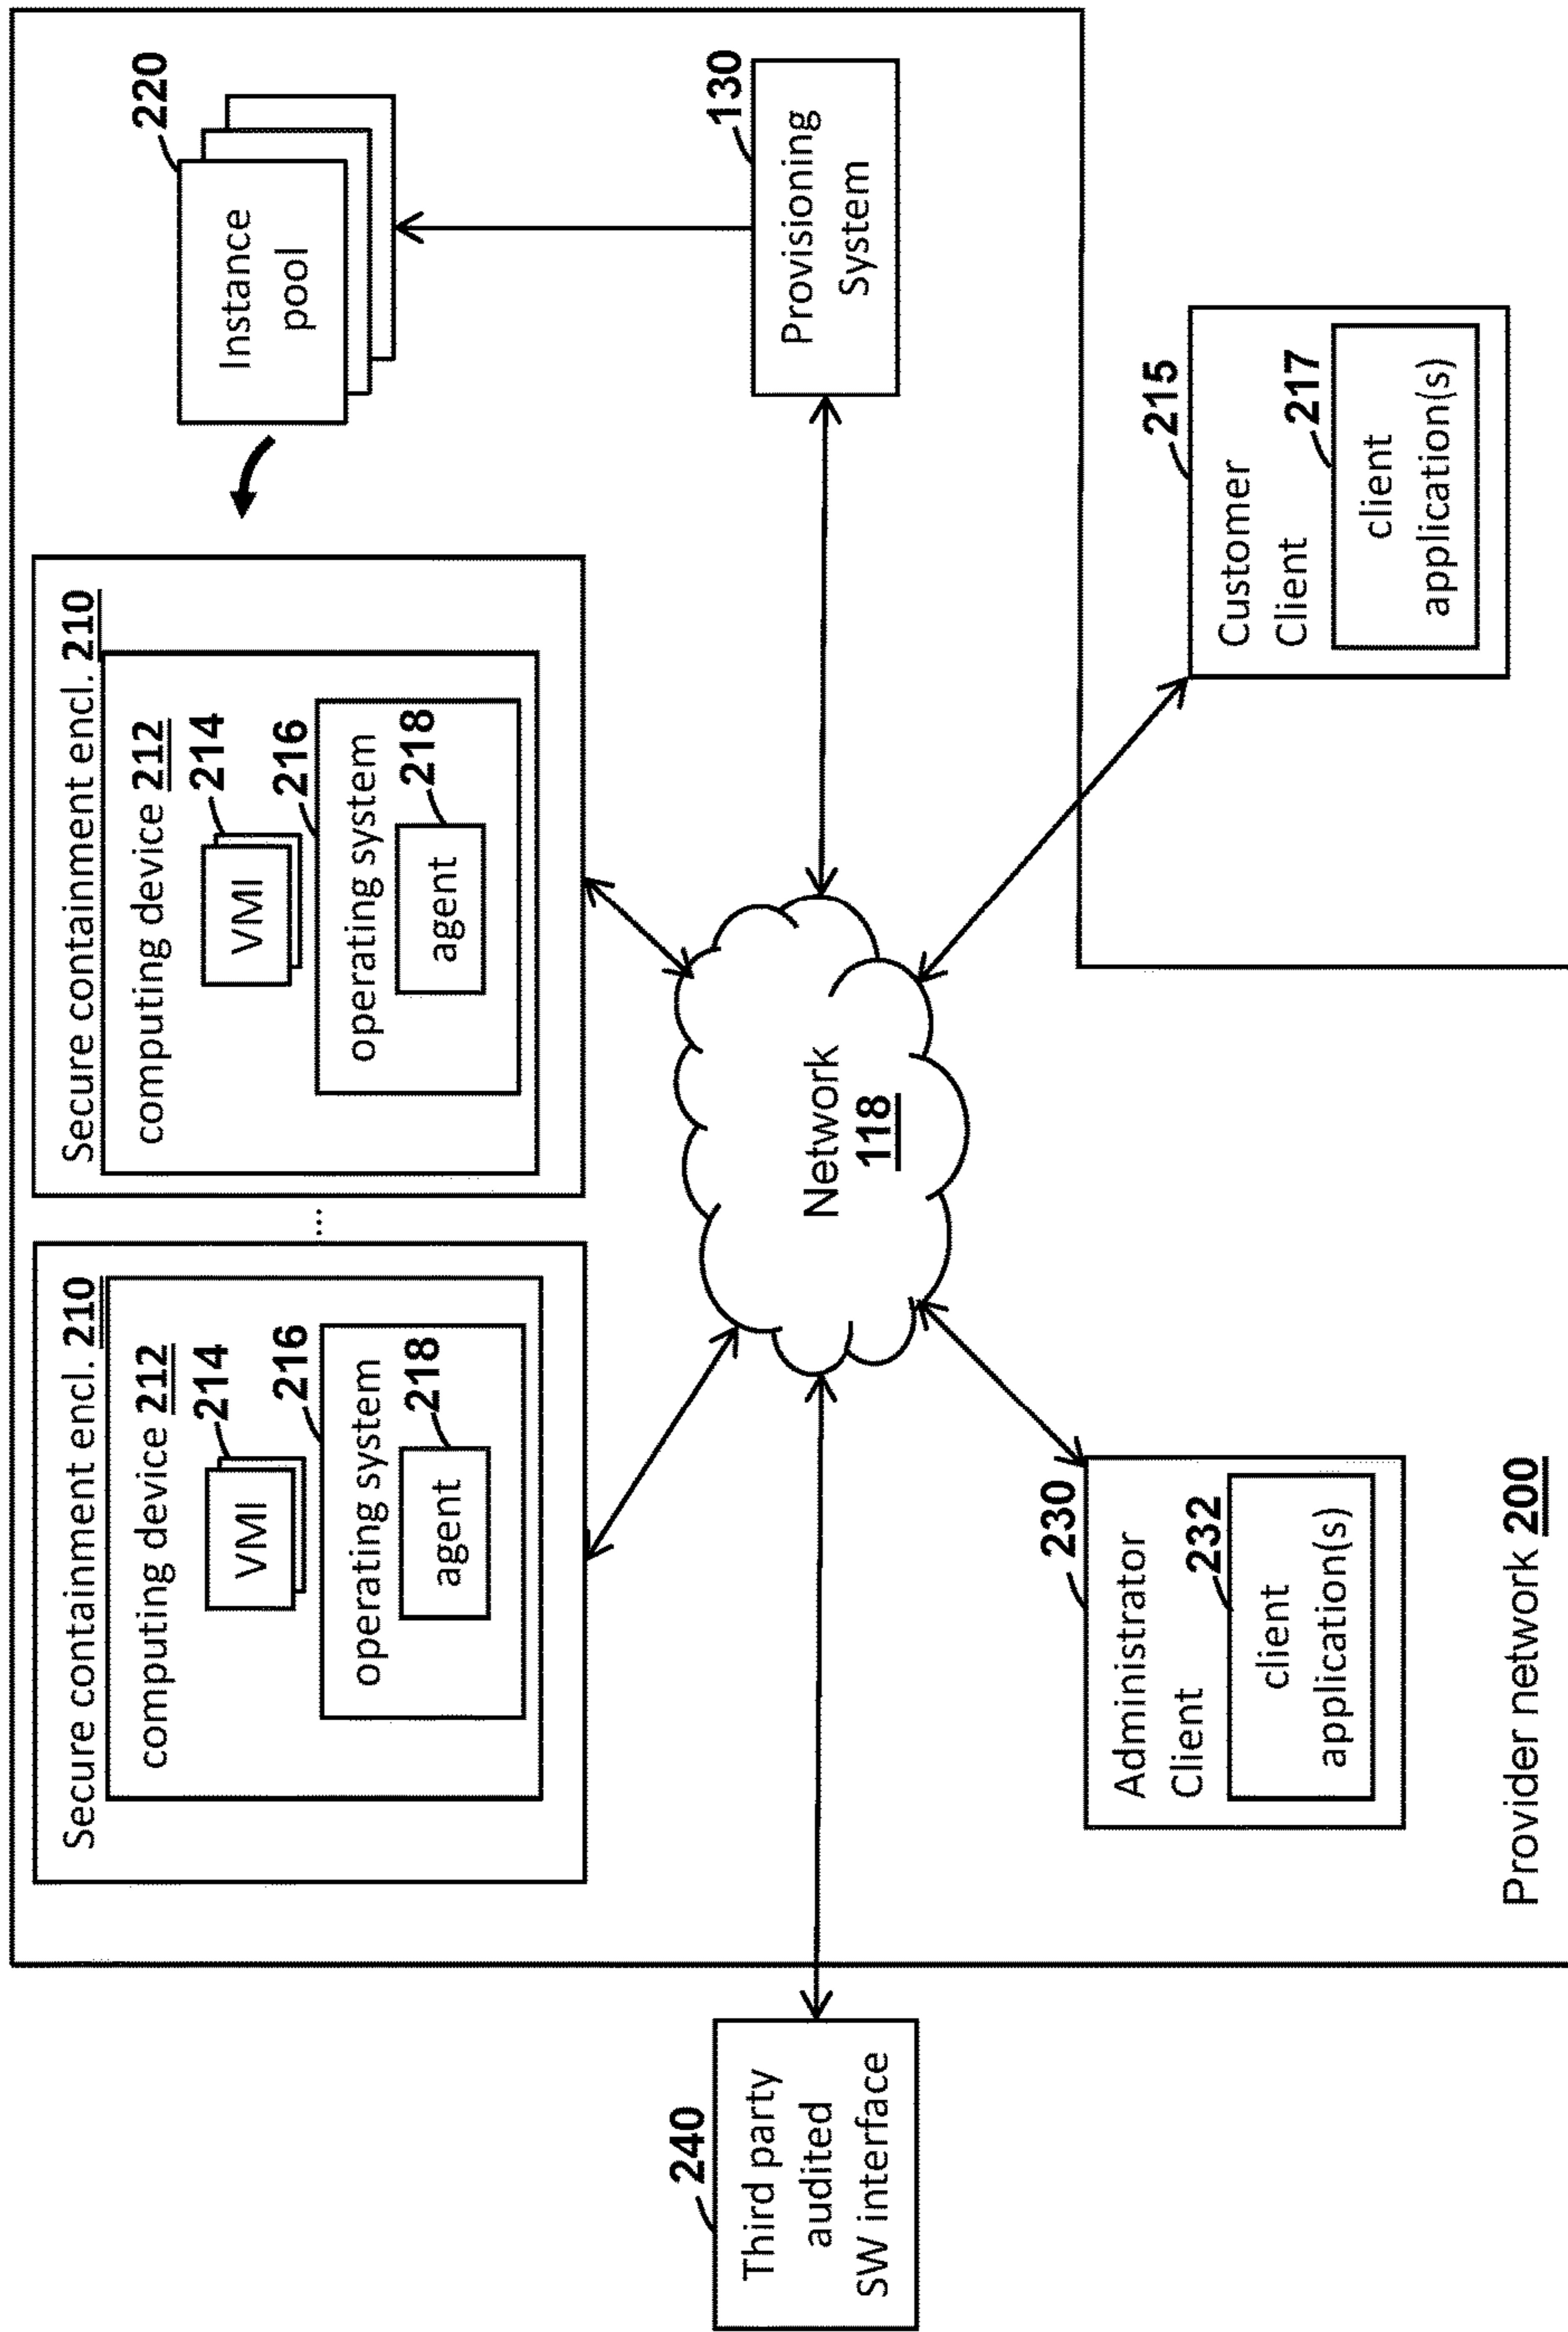 Secure containment encl. 210
computing device 212
214
VMI
216
operating system
218
agent
...
Secure containment encl. 210
computing device 212
214
VMI
216
operating system
218
agent
220
Instance
pool
240
Third party
audited
SW interface
Network
118
130
Provisioning
System
230
Administrator
Client
232
client
application(s)
215
Customer
Client
217
client
application(s)
Provider network 200